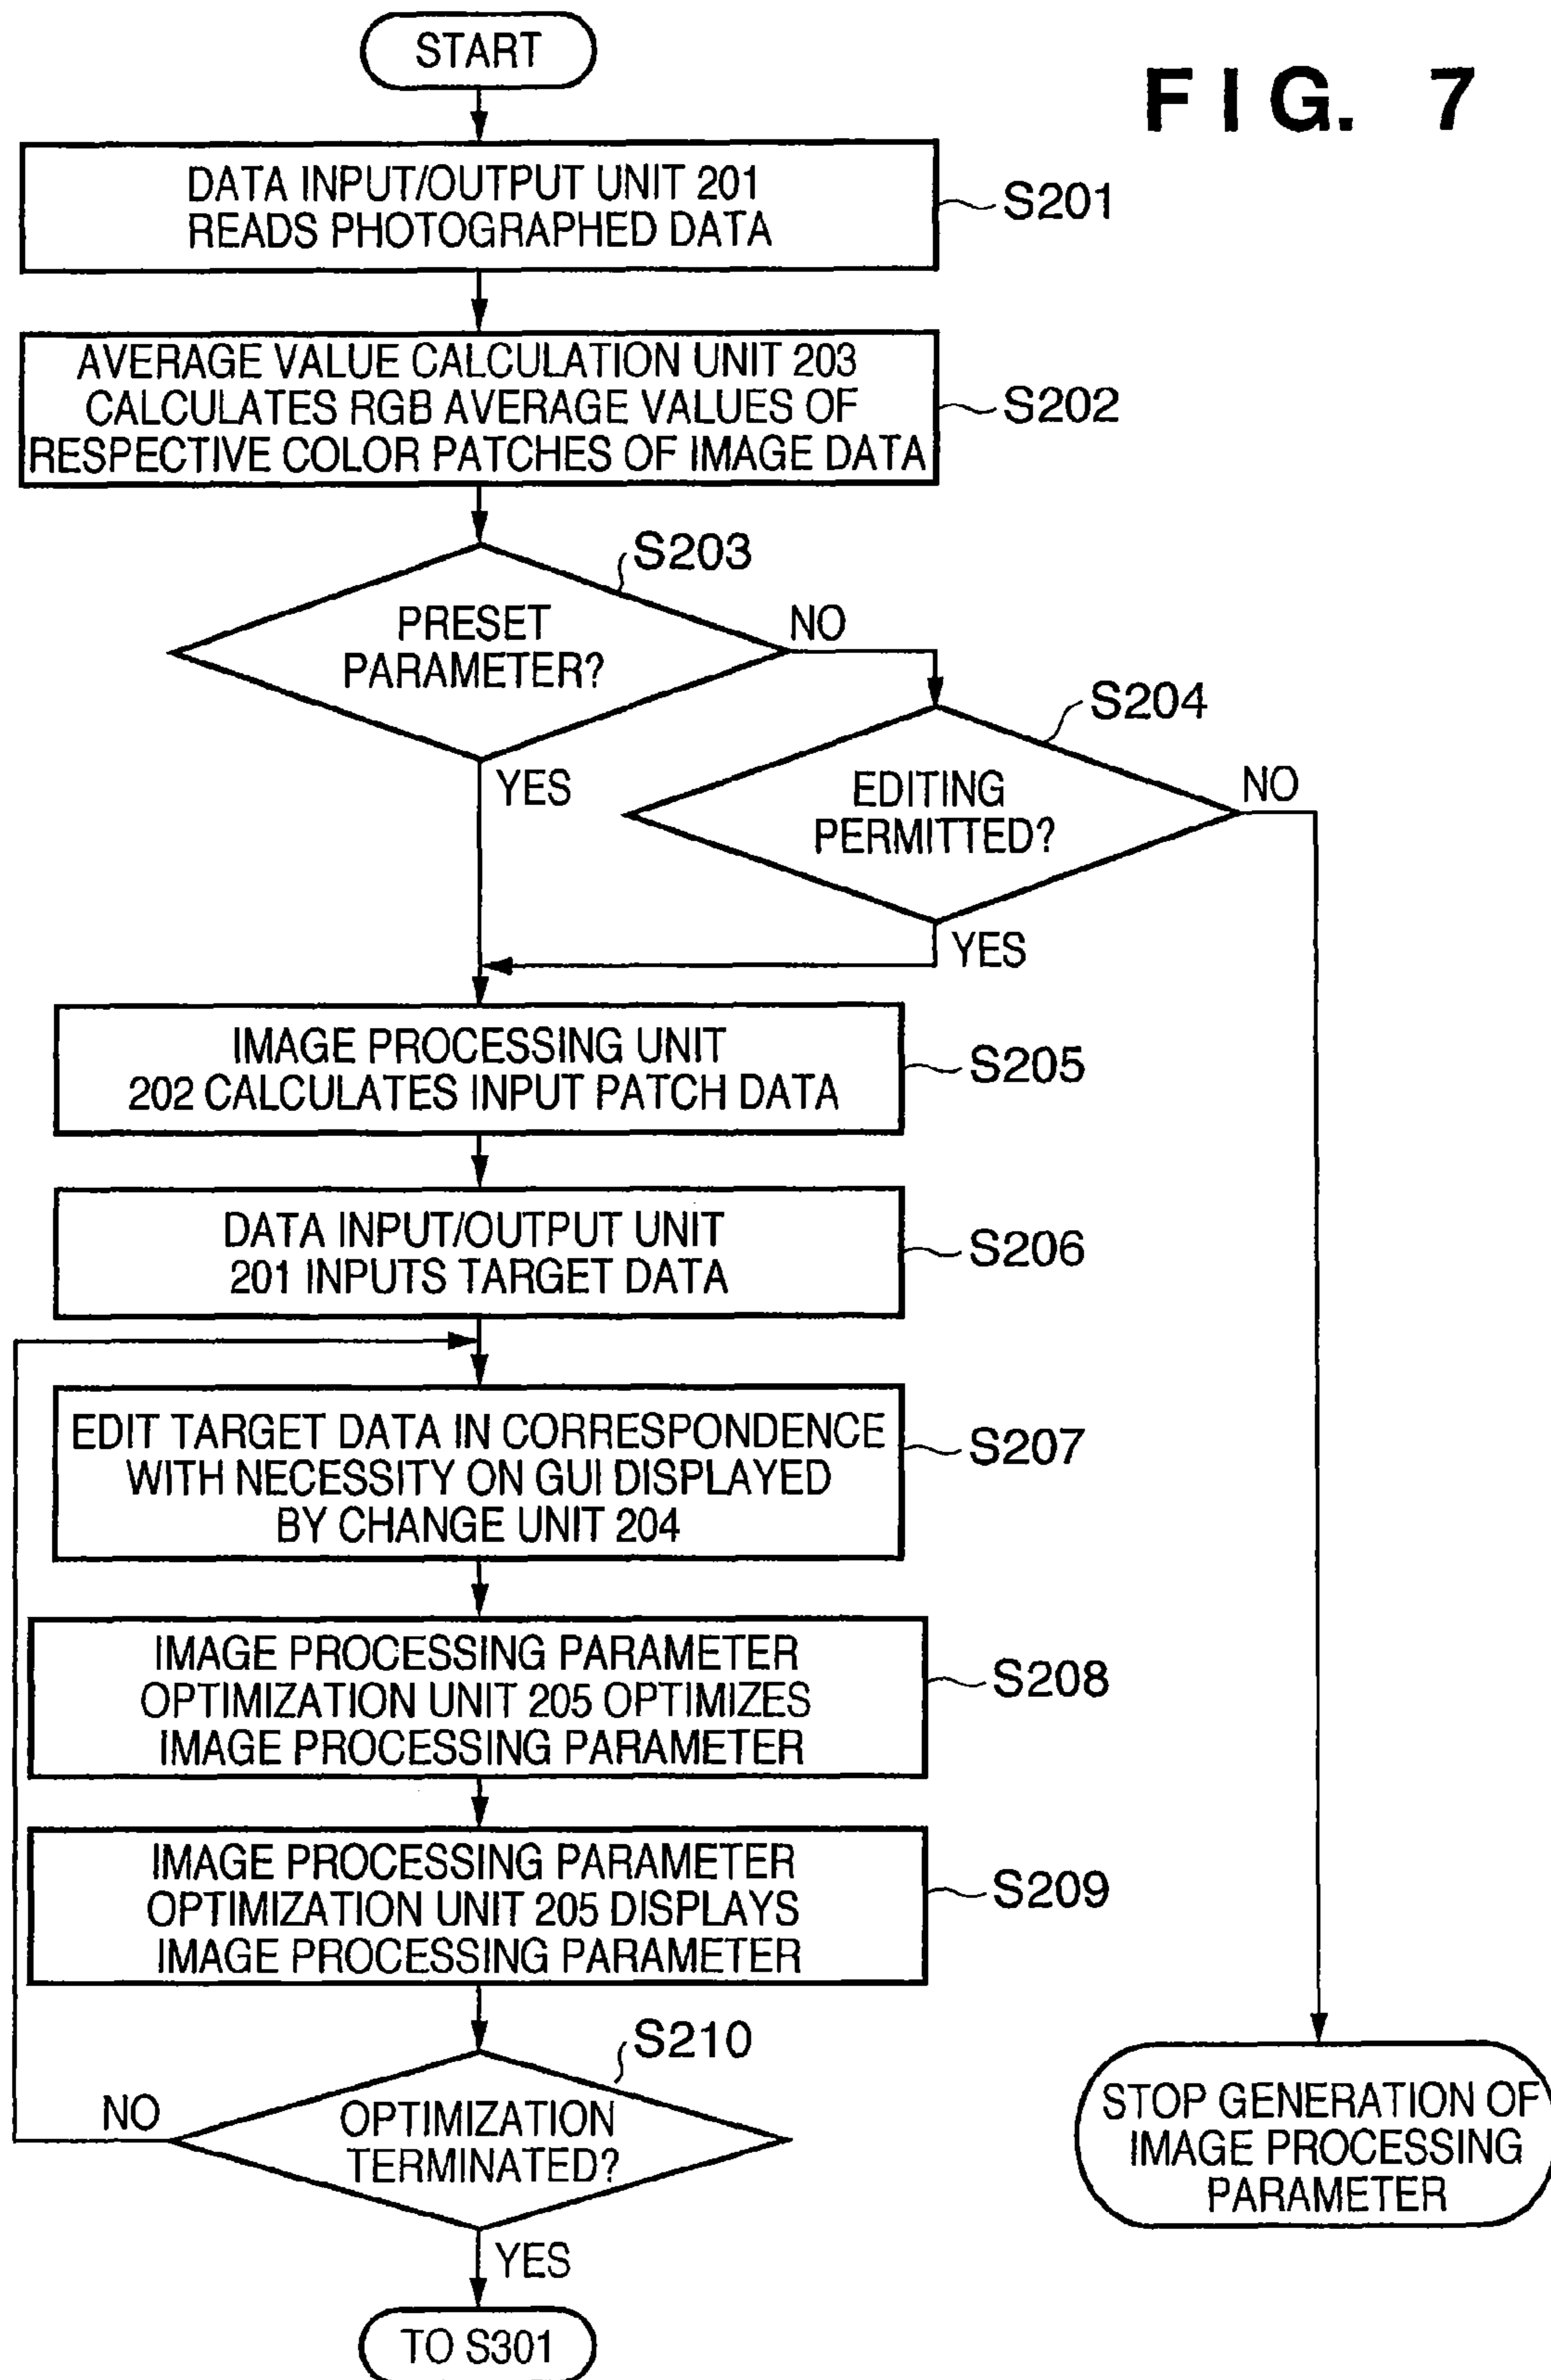 START
FIG. 7
DATA INPUT/OUTPUT UNIT 201
READS PHOTOGRAPHED DATA
S201
AVERAGE VALUE CALCULATION UNIT 203
CALCULATES RGB AVERAGE VALUES OF
RESPECTIVE COLOR PATCHES OF IMAGE DATA
S202
S203
PRESET
PARAMETER?
NO
YES
S204
EDITING
PERMITTED?
NO
YES
IMAGE PROCESSING UNIT
202 CALCULATES INPUT PATCH DATA
S205
DATA INPUT/OUTPUT UNIT
201 INPUTS TARGET DATA
S206
EDIT TARGET DATA IN CORRESPONDENCE
WITH NECESSITY ON GUI DISPLAYED
BY CHANGE UNIT 204
S207
IMAGE PROCESSING PARAMETER
OPTIMIZATION UNIT 205 OPTIMIZES
IMAGE PROCESSING PARAMETER
S208
IMAGE PROCESSING PARAMETER
OPTIMIZATION UNIT 205 DISPLAYS
IMAGE PROCESSING PARAMETER
S209
S210
OPTIMIZATION
TERMINATED?
NO
YES
STOP GENERATION OF
IMAGE PROCESSING
PARAMETER
TO S301